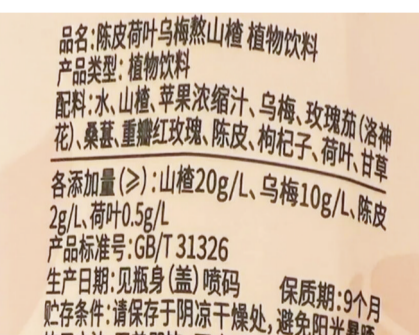 品名:陈皮荷叶乌梅熬山楂 植物饮料
产品类型: 植物饮料
配料:水、山楂、苹果浓缩汁、乌梅、玫瑰茄(洛神
花)、桑葚、重瓣红玫瑰、陈皮、枸杞子、荷叶、甘草
各添加量(≥):山楂20g/L、乌梅10g/L、陈皮
2g/L、荷叶0.5g/L
产品标准号:GB/T 31326
生产日期:见瓶身(盖)喷码 保质期:9个月
贮存条件:请保存于阴凉干燥处,避免阳光